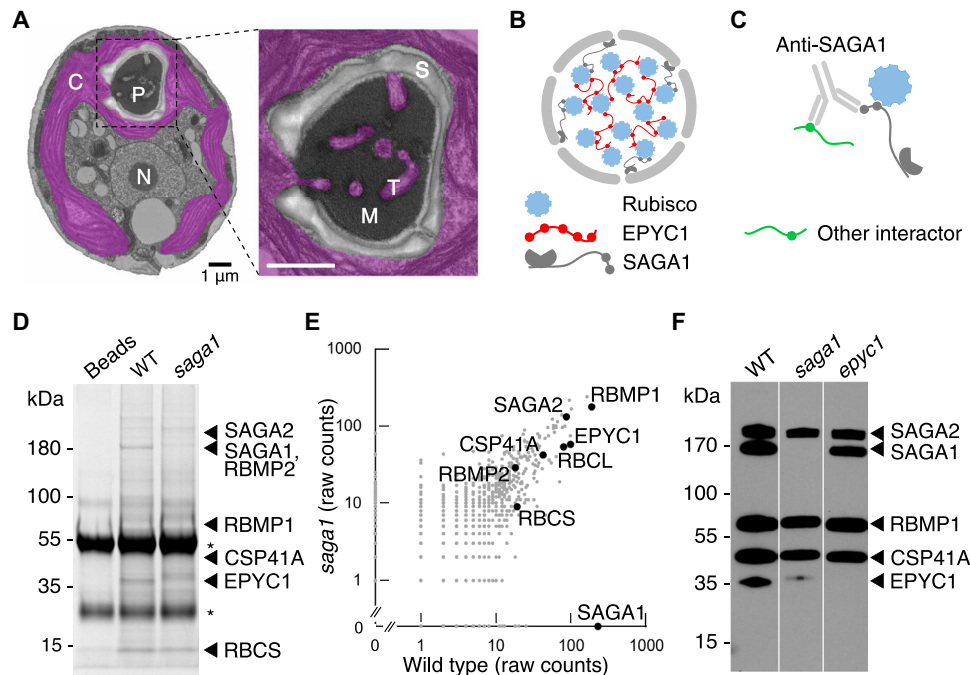 A
C
P
N
1 µm
S
T
M
B
Rubisco
EPYC1
SAGA1
C
Anti-SAGA1
Other interactor
D
Beads
WT
saga1
kDa
180
100
55
35
15
SAGA2
SAGA1,
RBMP2
RBMP1
*
CSP41A
EPYC1
*
RBCS
E
saga1 (raw counts)
1000
100
10
1
0
0 1 10 100 1000
Wild type (raw counts)
SAGA2
RBMP1
CSP41A
EPYC1
RBCL
RBMP2
RBCS
SAGA1
F
WT
saga1
epyc1
kDa
170
100
55
35
15
SAGA2
SAGA1
RBMP1
CSP41A
EPYC1